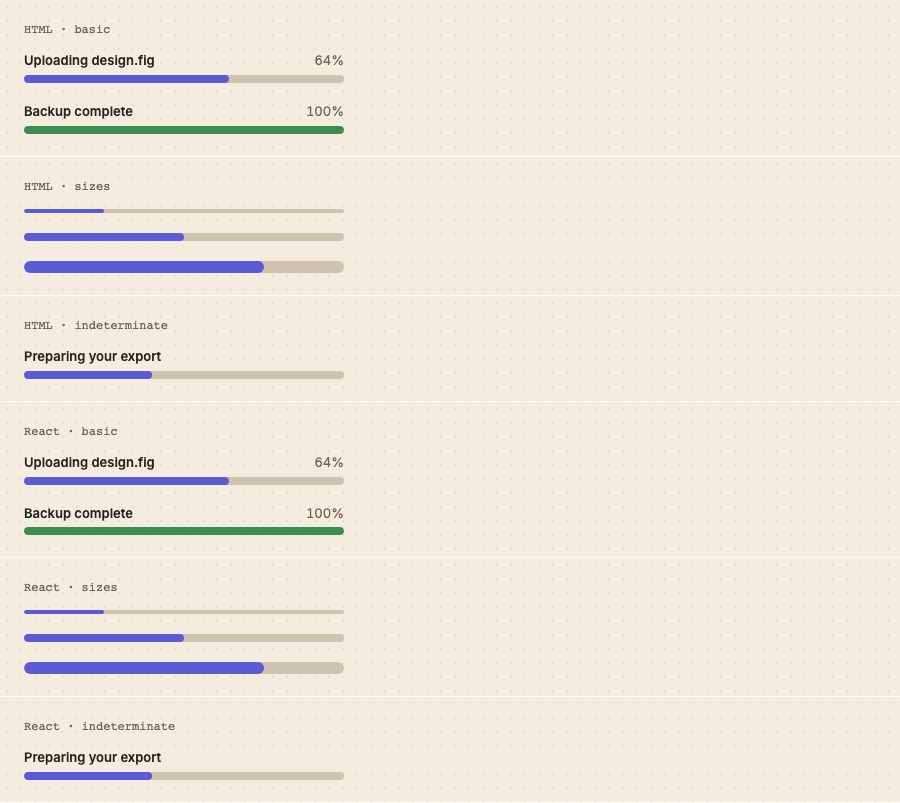 HTML · basic
Uploading design.fig 64%
Backup complete 100%
HTML · sizes
HTML · indeterminate
Preparing your export
React · basic
Uploading design.fig 64%
Backup complete 100%
React · sizes
React · indeterminate
Preparing your export